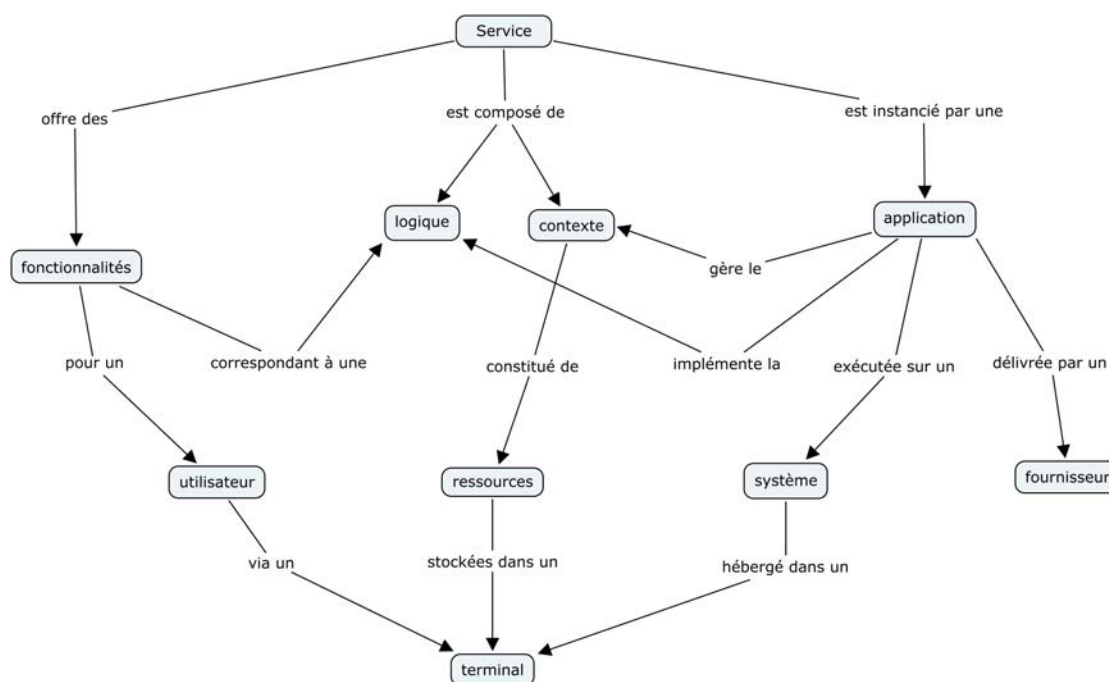 Service
offre des
est composé de
est instancié par une
logique
contexte
application
fonctionnalités
gère le
pour un
correspondant à une
constitué de
implémente la
exécutée sur un
délivrée par un
utilisateur
ressources
système
fournisseur
via un
stockées dans un
hébergé dans un
terminal